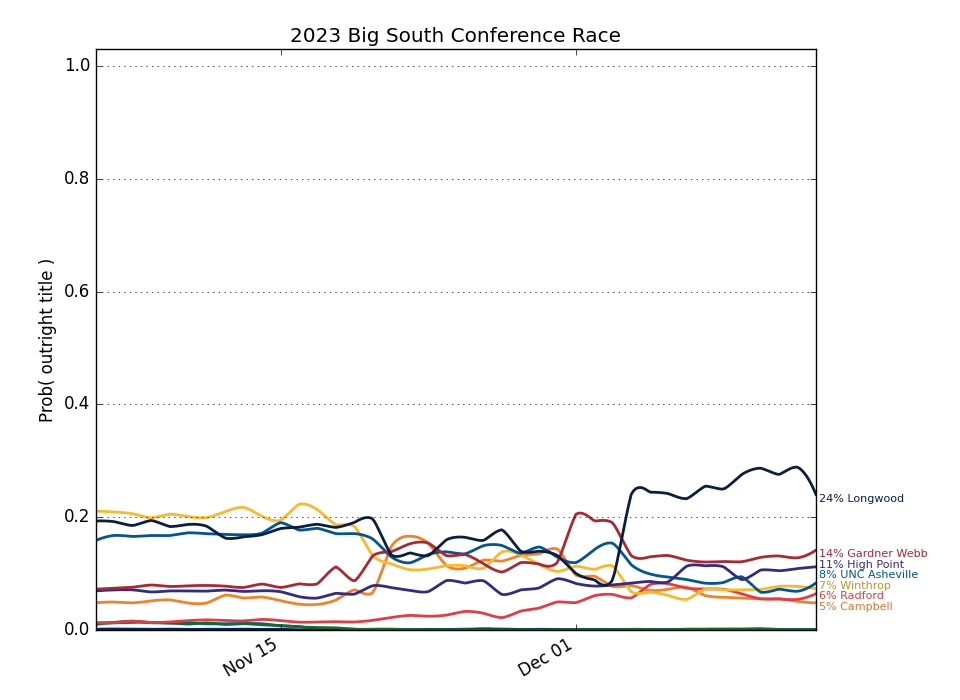 2023 Big South Conference Race
Prob( outright title )
1.0
0.8
0.6
0.4
0.2
0.0
Nov 15
Dec 01
24% Longwood
14% Gardner Webb
11% High Point
8% UNC Asheville
7% Winthrop
6% Radford
5% Campbell